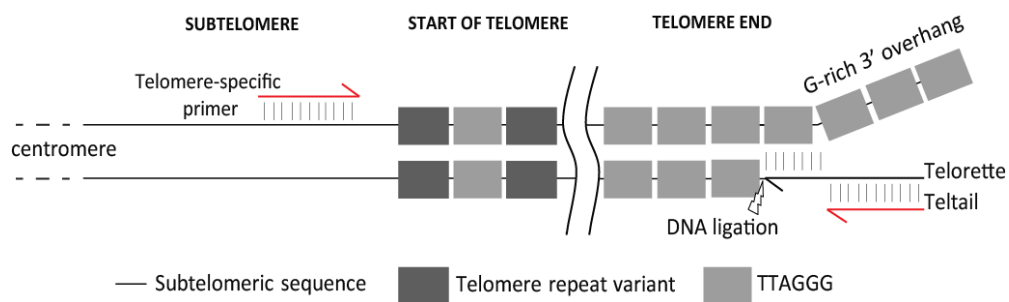 SUBTELOMERE START OF TELOMERE TELOMERE END
Telomere-specific
primer
G-rich 3' overhang
centromere
Telorette
Teltail
DNA ligation
Subtelomeric sequence Telomere repeat variant TTAGGG